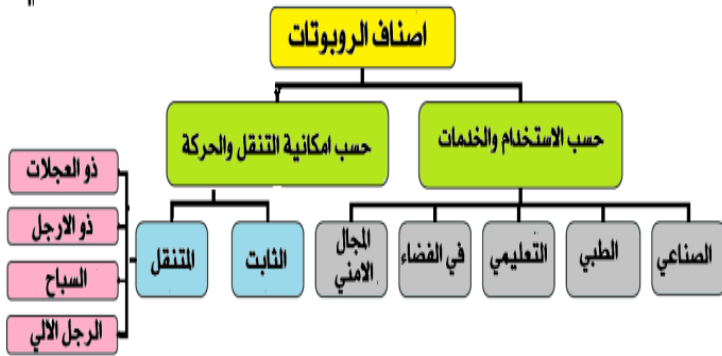 اصناف الروبوتات
حسب الاستخدام والخدمات
حسب امكانية التنقل والحركة
الصناعي
الطبي
التعليمي
في الفضاء
المجال
الامني
الثابت
المتنقل
ذو العجلات
ذو الارجل
السباح
الرجل الالي